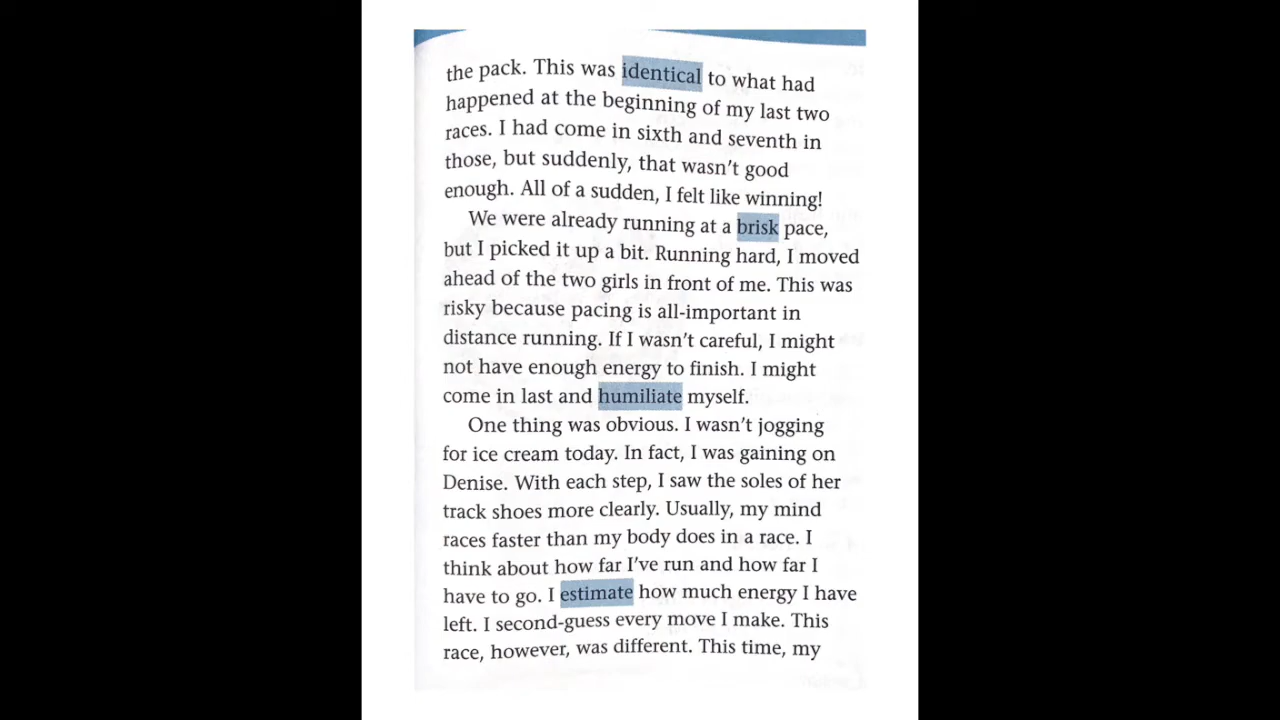 the pack. This was identical to what had
happened at the beginning of my last two
races. I had come in sixth and seventh in
those, but suddenly, that wasn't good
enough. All of a sudden, I felt like winning!
We were already running at a brisk pace,
but I picked it up a bit. Running hard, I moved
ahead of the two girls in front of me. This was
risky because pacing is all-important in
distance running. If I wasn't careful, I might
not have enough energy to finish. I might
come in last and humiliate myself.
One thing was obvious. I wasn't jogging
for ice cream today. In fact, I was gaining on
Denise. With each step, I saw the soles of her
track shoes more clearly. Usually, my mind
races faster than my body does in a race. I
think about how far I've run and how far I
have to go. I estimate how much energy I have
left. I second-guess every move I make. This
race, however, was different. This time, my